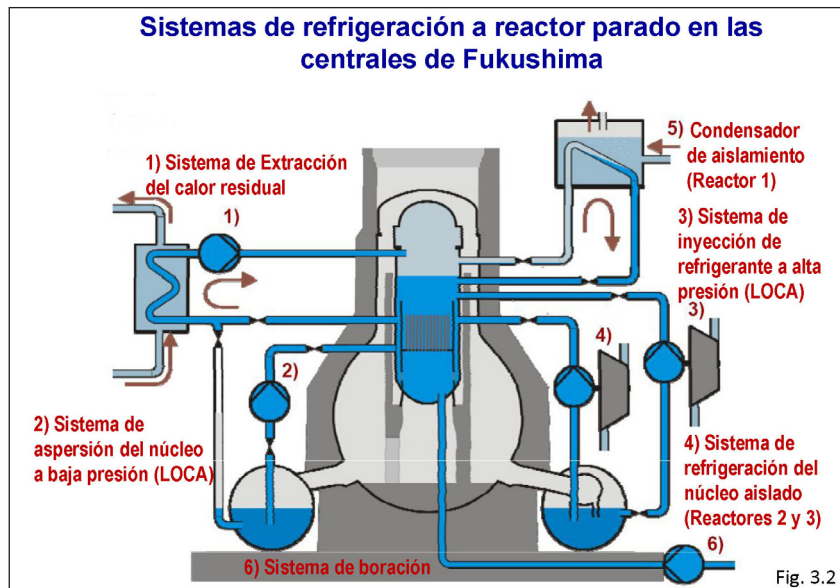 Sistemas de refrigeración a reactor parado en las
centrales de Fukushima
5) Condensador
de aislamiento
(Reactor 1)
1) Sistema de Extracción
del calor residual
1)
3) Sistema de
inyección de
refrigerante a alta
presión (LOCA)
3)
4)
2)
2) Sistema de
aspersión del núcleo
a baja presión (LOCA)
4) Sistema de
refrigeración del
núcleo aislado
(Reactores 2 y 3)
6) Sistema de boración
6)
Fig. 3.2